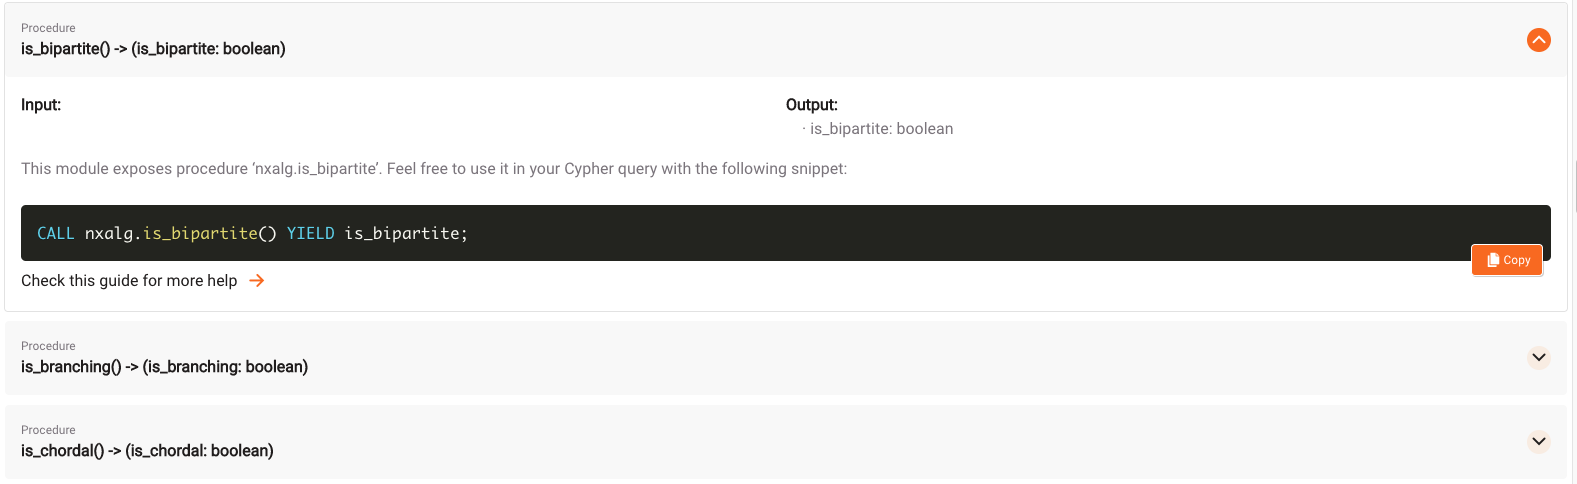 Procedure
is_bipartite() -> (is_bipartite: boolean)
Input:
Output:
· is_bipartite: boolean
This module exposes procedure ‘nxalg.is_bipartite’. Feel free to use it in your Cypher query with the following snippet:
CALL nxalg.is_bipartite() YIELD is_bipartite;
Copy
Check this guide for more help
Procedure
is_branching() -> (is_branching: boolean)
Procedure
is_chordal() -> (is_chordal: boolean)